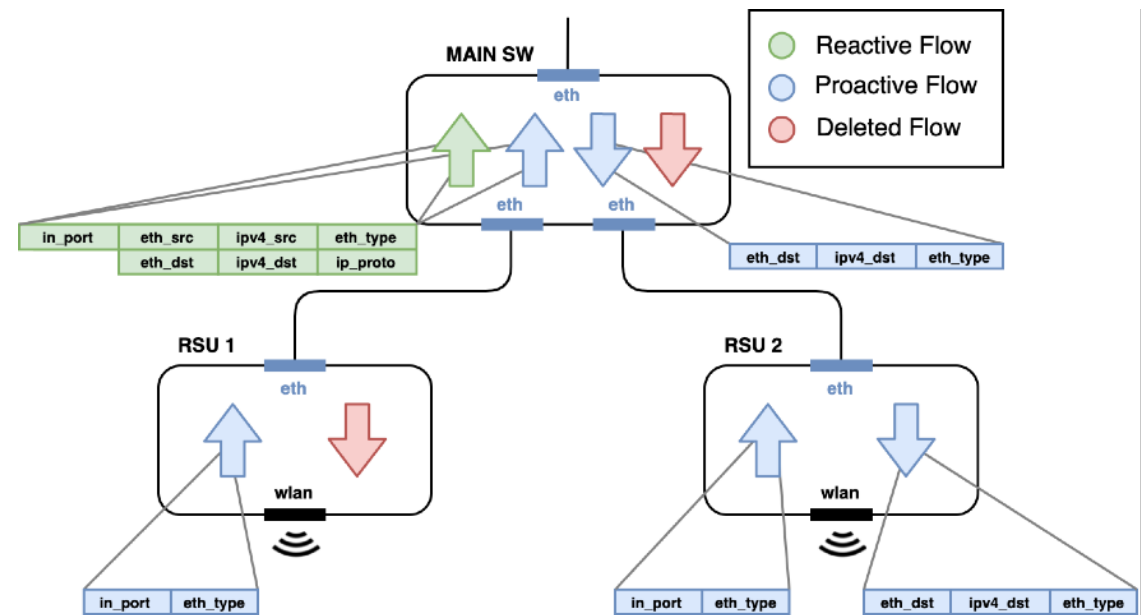 MAIN SW
eth
Reactive Flow
Proactive Flow
Deleted Flow
eth eth
in_port eth_src ipv4_src eth_type
eth_dst ipv4_dst ip_proto
eth_dst ipv4_dst eth_type
RSU 1
eth
wlan
in_port eth_type
RSU 2
eth
wlan
in_port eth_type
eth_dst ipv4_dst eth_type